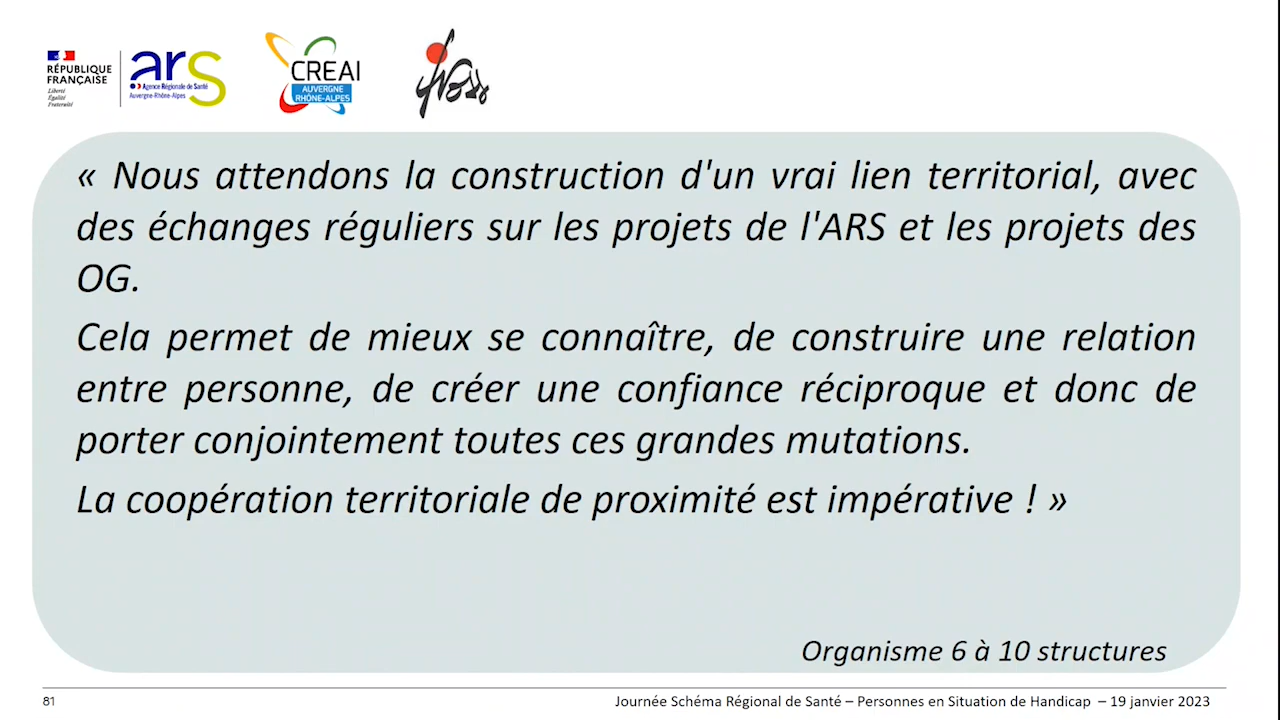 RÉPUBLIQUE
FRANÇAISE
Liberté
Égalité
Fraternité
ars
Agence Régionale de Santé
Auvergne-Rhône-Alpes
CREAI
AUVERGNE
RHÔNE-ALPES
« Nous attendons la construction d'un vrai lien territorial, avec
des échanges réguliers sur les projets de l'ARS et les projets des
OG.
Cela permet de mieux se connaître, de construire une relation
entre personne, de créer une confiance réciproque et donc de
porter conjointement toutes ces grandes mutations.
La coopération territoriale de proximité est impérative ! »
Organisme 6 à 10 structures
81
Journée Schéma Régional de Santé – Personnes en Situation de Handicap – 19 janvier 2023